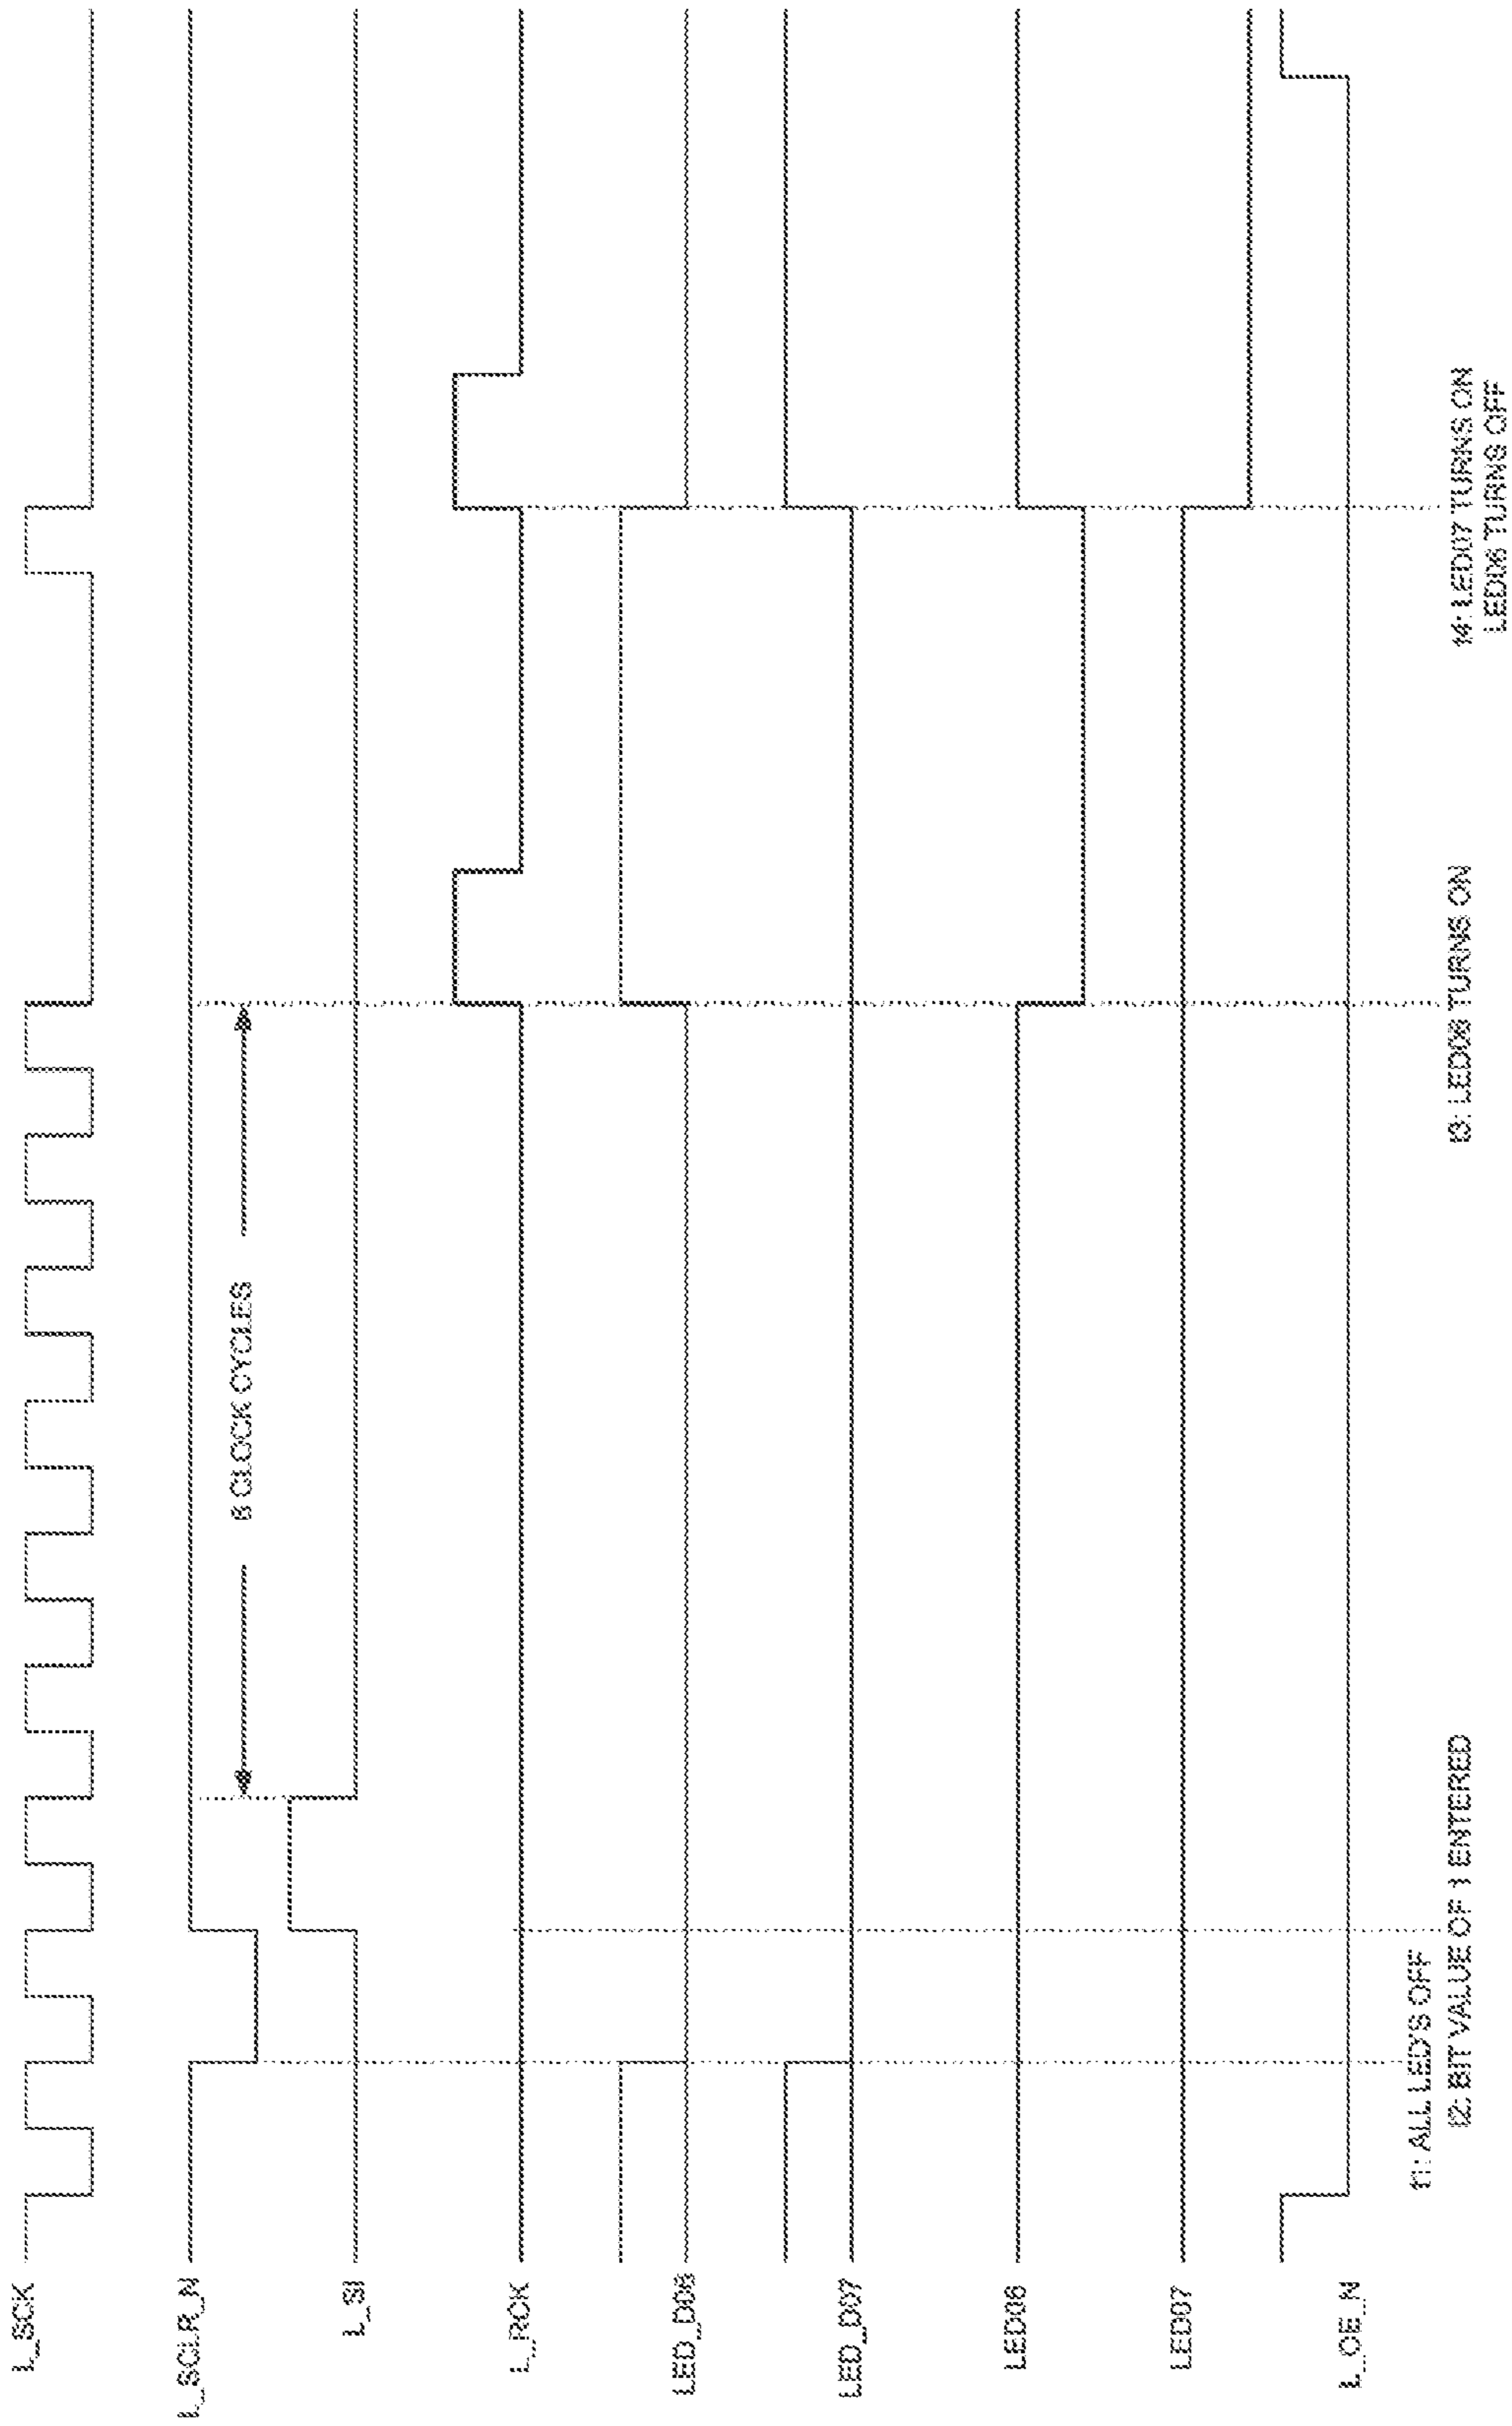 L_SCK
L_SCLR_N
8 CLOCK CYCLES
L_SI
L_RCK
LED_D06
LED_D07
LED06
LED07
L_OE_N
t1: ALL LED'S OFF
t2: BIT VALUE OF 1 ENTERED
t3: LED06 TURNS ON
t4: LED07 TURNS ON
LED06 TURNS OFF